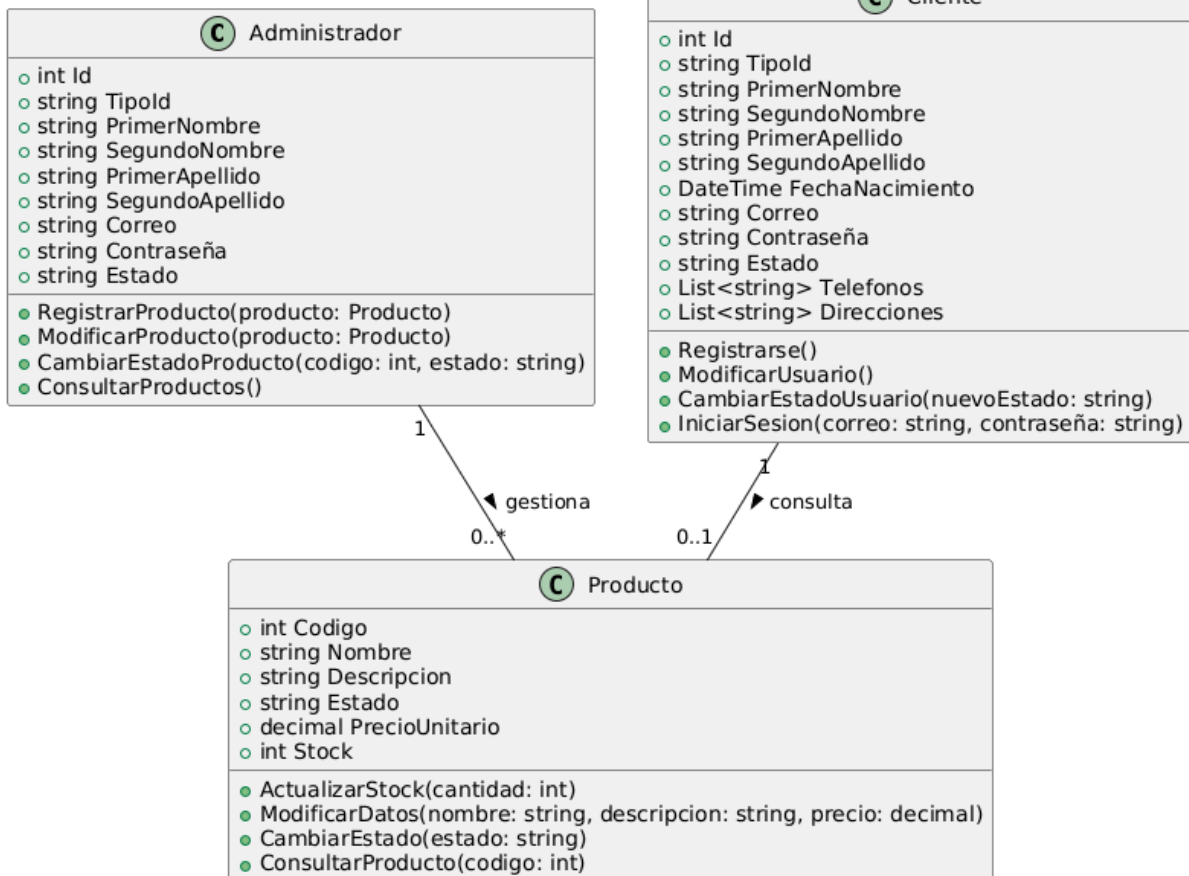 C Administrador
int Id
string TipoId
string PrimerNombre
string SegundoNombre
string PrimerApellido
string SegundoApellido
string Correo
string Contraseña
string Estado
RegistrarProducto(producto: Producto)
ModificarProducto(producto: Producto)
CambiarEstadoProducto(codigo: int, estado: string)
ConsultarProductos()
C Cliente
int Id
string TipoId
string PrimerNombre
string SegundoNombre
string PrimerApellido
string SegundoApellido
DateTime FechaNacimiento
string Correo
string Contraseña
string Estado
List<string> Telefonos
List<string> Direcciones
Registrarse()
ModificarUsuario()
CambiarEstadoUsuario(nuevoEstado: string)
IniciarSesion(correo: string, contraseña: string)
1
gestiona
0..*
1
consulta
0..1
C Producto
int Codigo
string Nombre
string Descripcion
string Estado
decimal PrecioUnitario
int Stock
ActualizarStock(cantidad: int)
ModificarDatos(nombre: string, descripcion: string, precio: decimal)
CambiarEstado(estado: string)
ConsultarProducto(codigo: int)